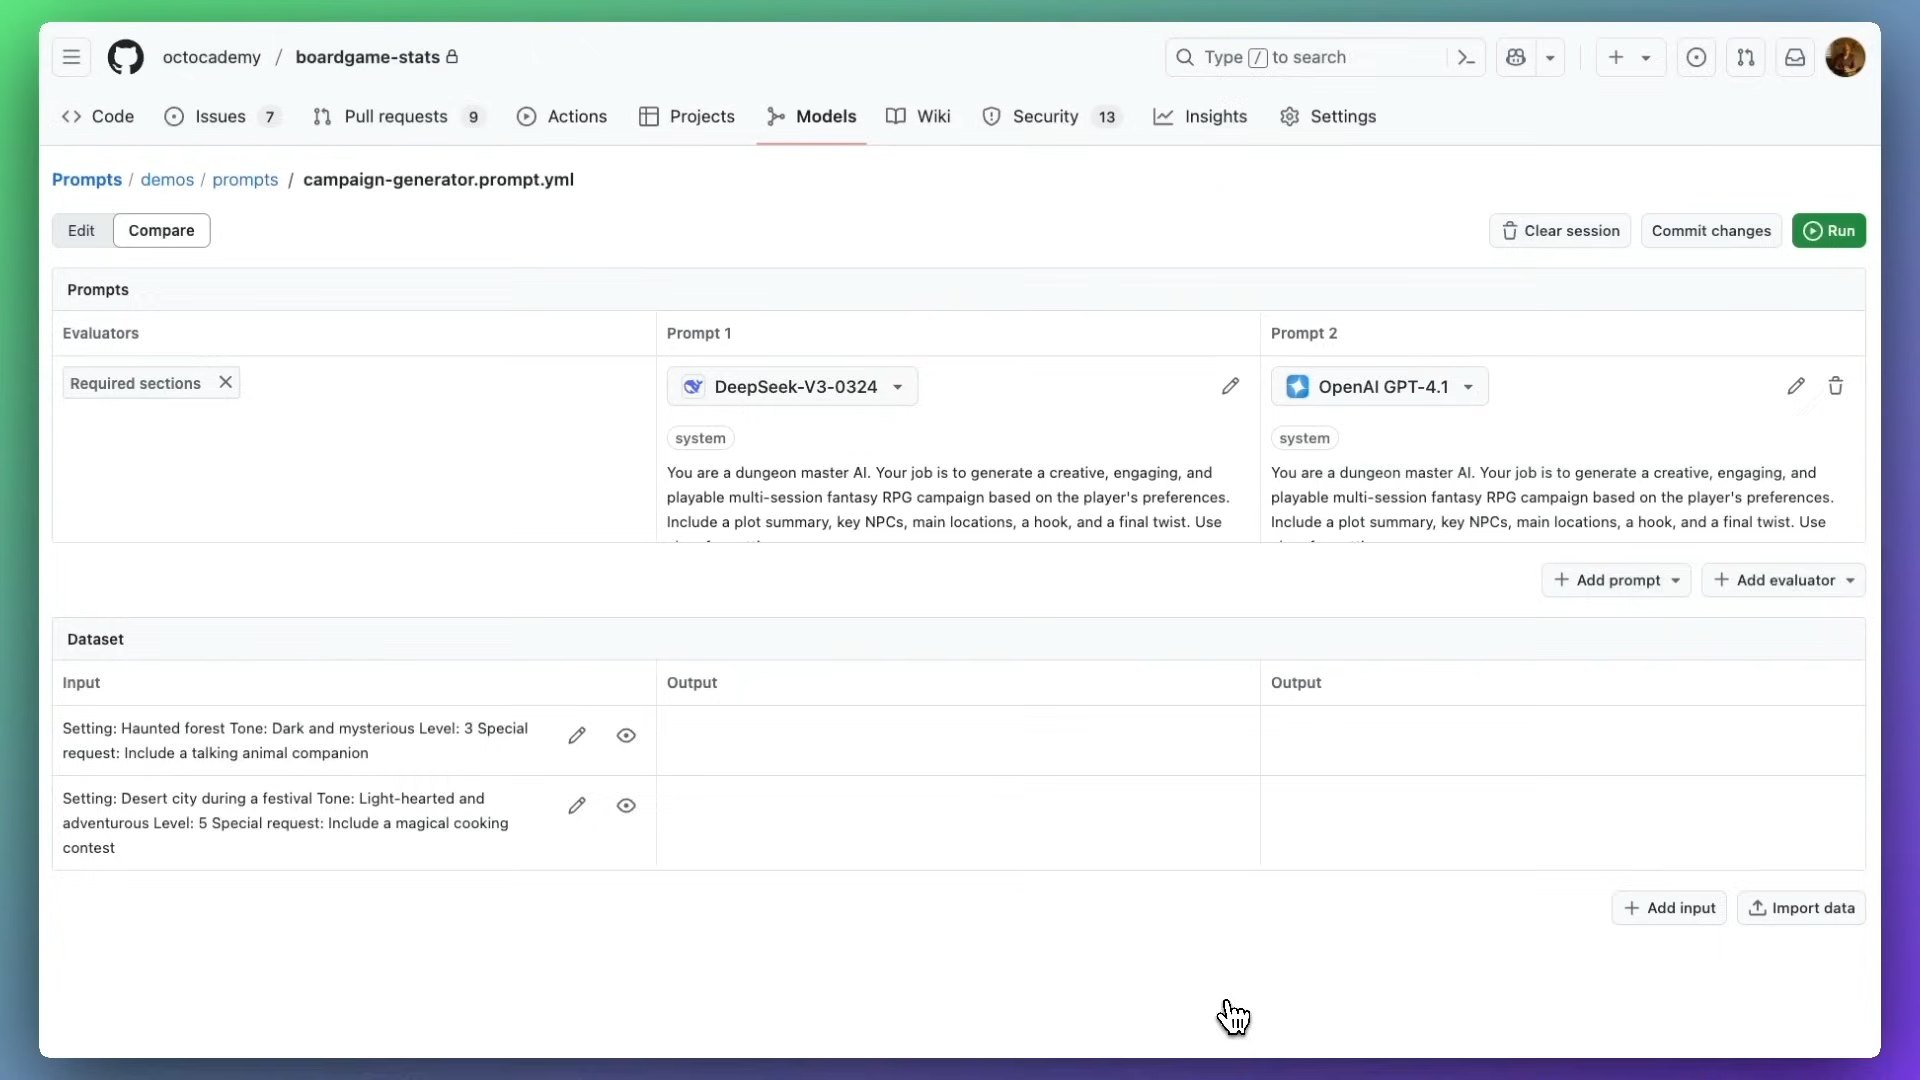 octocademy / boardgame-stats
Type / to search
Code
Issues 7
Pull requests 9
Actions
Projects
Models
Wiki
Security 13
Insights
Settings
Prompts / demos / prompts / campaign-generator.prompt.yml
Edit
Compare
Clear session
Commit changes
Run
Prompts
Evaluators
Prompt 1
Prompt 2
Required sections
DeepSeek-V3-0324
OpenAI GPT-4.1
system
You are a dungeon master AI. Your job is to generate a creative, engaging, and
playable multi-session fantasy RPG campaign based on the player's preferences.
Include a plot summary, key NPCs, main locations, a hook, and a final twist. Use
system
You are a dungeon master AI. Your job is to generate a creative, engaging, and
playable multi-session fantasy RPG campaign based on the player's preferences.
Include a plot summary, key NPCs, main locations, a hook, and a final twist. Use
Add prompt
Add evaluator
Dataset
Input
Output
Output
Setting: Haunted forest Tone: Dark and mysterious Level: 3 Special
request: Include a talking animal companion
Setting: Desert city during a festival Tone: Light-hearted and
adventurous Level: 5 Special request: Include a magical cooking
contest
Add input
Import data